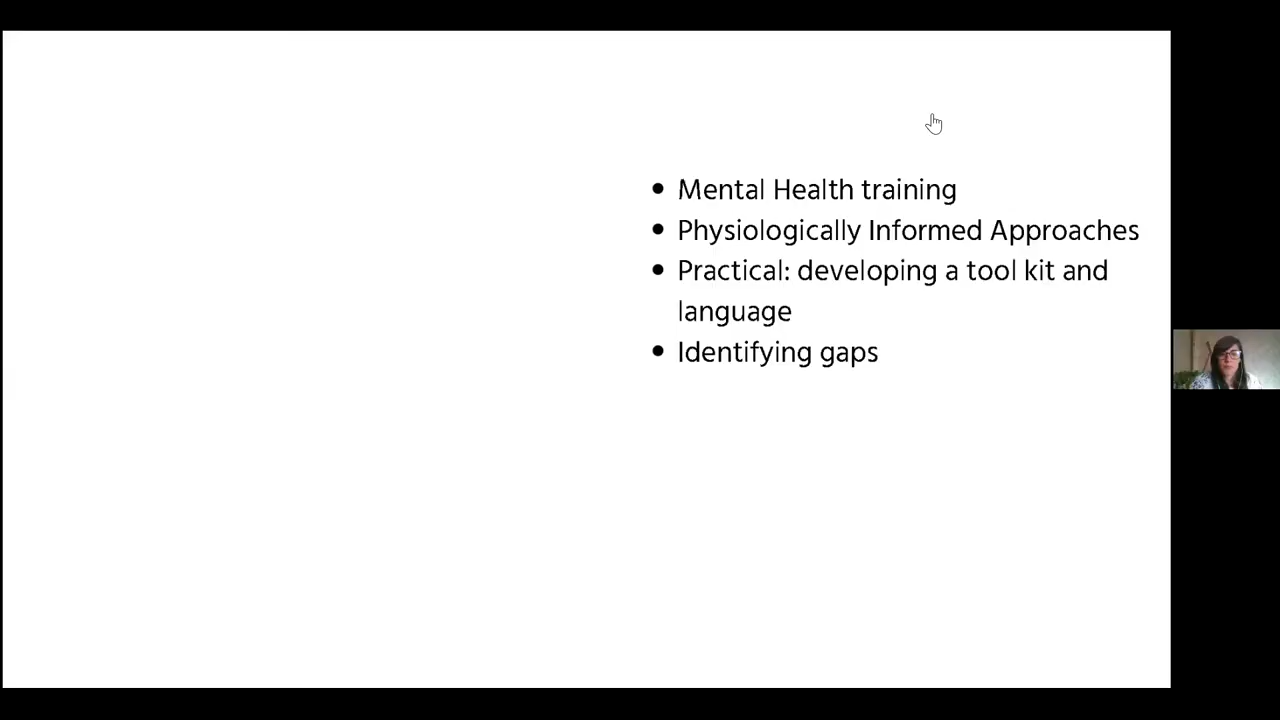 • Mental Health training
• Physiologically Informed Approaches
• Practical: developing a tool kit and
language
• Identifying gaps